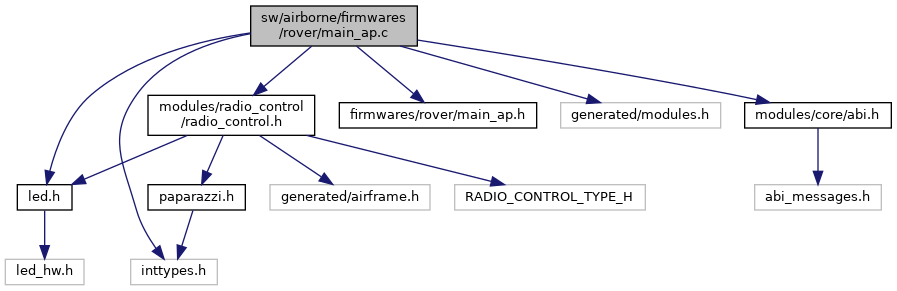 sw/airborne/firmwares
/rover/main_ap.c
modules/radio_control
/radio_control.h
firmwares/rover/main_ap.h
generated/modules.h
modules/core/abi.h
led.h
paparazzi.h
generated/airframe.h
RADIO_CONTROL_TYPE_H
abi_messages.h
led_hw.h
inttypes.h